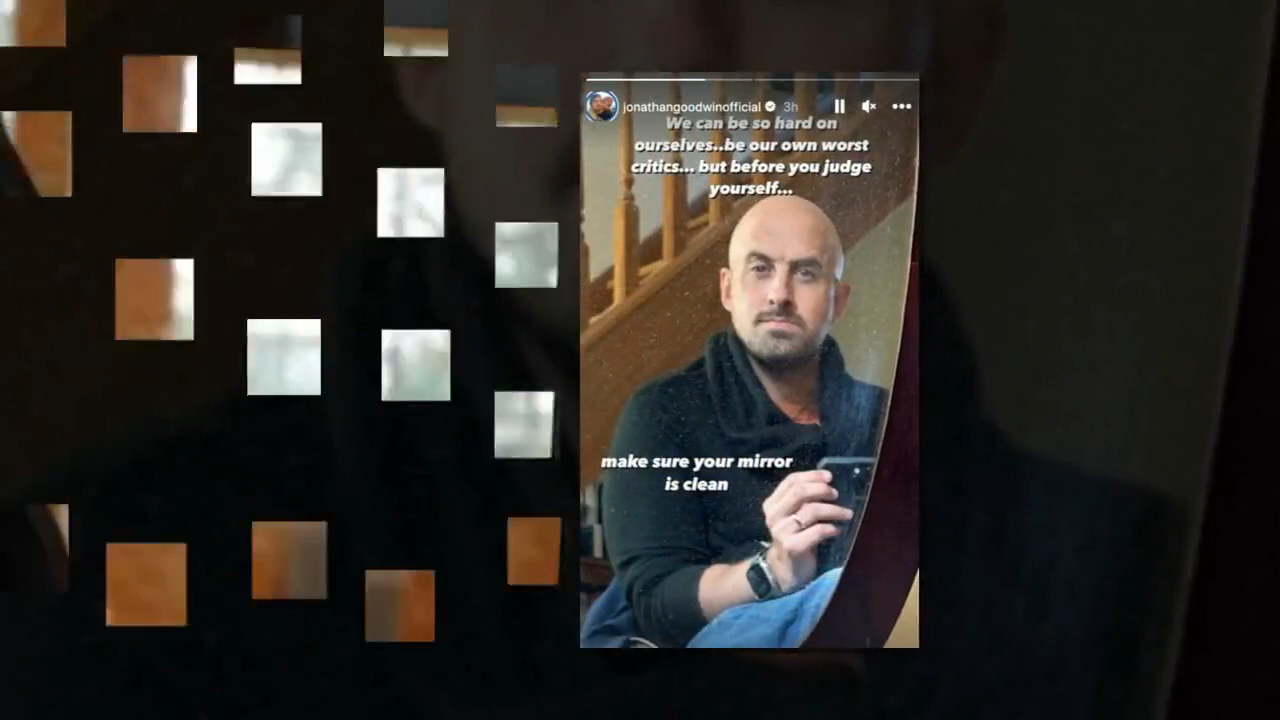 jonathangoodwinofficial 3h
We can be so hard on
ourselves..be our own worst
critics... but before you judge
yourself...
make sure your mirror
is clean